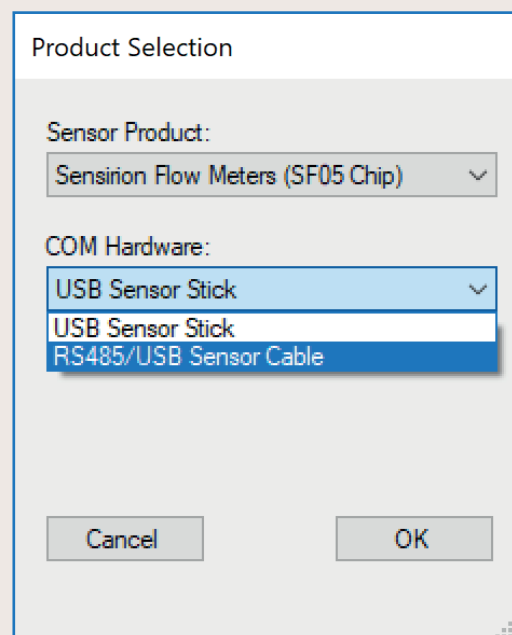 Product Selection
Sensor Product:
Sensirion Flow Meters (SF05 Chip)
COM Hardware:
USB Sensor Stick
USB Sensor Stick
RS485/USB Sensor Cable
Cancel OK